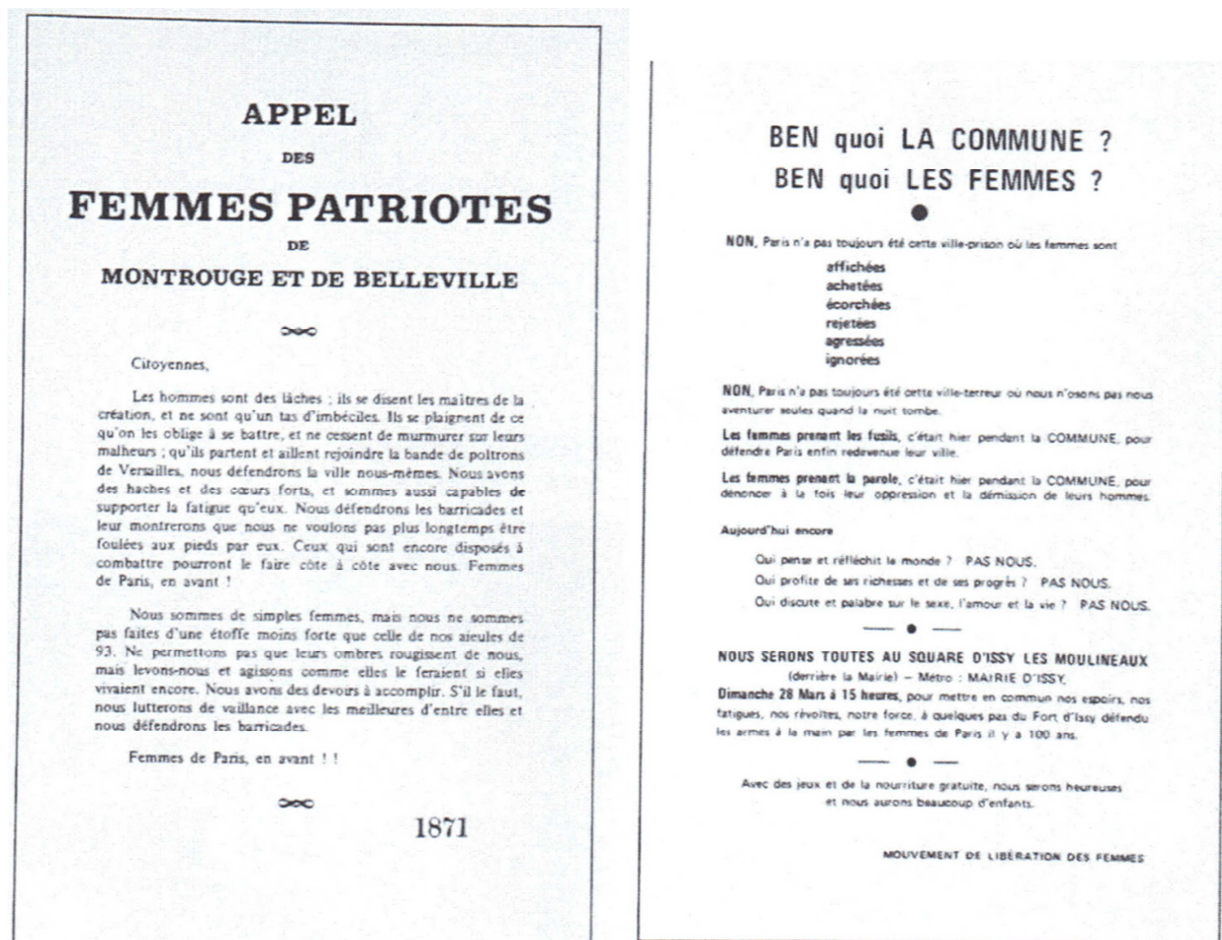 APPEL
DES
FEMMES PATRIOTES
DE
MONTROUGE ET DE BELLEVILLE
Citoyennes,
Les hommes sont des lâches ; ils se disent les maîtres de la
création, et ne sont qu'un tas d'imbéciles. Ils se plaignent de ce
qu'on les oblige à se battre, et ne cessent de murmurer sur leurs
malheurs ; qu'ils partent et aillent rejoindre la bande de poltrons
de Versailles, nous défendrons la ville nous-mêmes. Nous avons
des haches et des cœurs forts, et sommes aussi capables de
supporter la fatigue qu'eux. Nous défendrons les barricades et
leur montrerons que nous ne voulons pas plus longtemps être
foulées aux pieds par eux. Ceux qui sont encore disposés à
combattre pourront le faire côte à côte avec nous. Femmes
de Paris, en avant !
Nous sommes de simples femmes, mais nous ne sommes
pas faites d'une étoffe moins forte que celle de nos aieules de
93. Ne permettons pas que leurs ombres rougissent de nous,
mais levons-nous et agissons comme elles le feraient si elles
vivaient encore. Nous avons des devoirs à accomplir. S'il le faut,
nous lutterons de vaillance avec les meilleures d'entre elles et
nous défendrons les barricades.
Femmes de Paris, en avant ! !
1871
BEN quoi LA COMMUNE ?
BEN quoi LES FEMMES ?
NON, Paris n'a pas toujours été cette ville-prison où les femmes sont
affichées
achetées
écorchées
rejetées
agressées
ignorées
NON, Paris n'a pas toujours été cette ville-terreur où nous n'osons pas nous
aventurer seules quand la nuit tombe.
Les femmes prenant les fusils, c'était hier pendant la COMMUNE, pour
défendre Paris enfin redevenue leur ville.
Les femmes prenant la parole, c'était hier pendant la COMMUNE, pour
dénoncer à la fois leur oppression et la démission de leurs hommes.
Aujourd'hui encore
Qui pense et réfléchit le monde ? PAS NOUS.
Qui profite de ses richesses et de ses progrès ? PAS NOUS.
Qui discute et palabre sur le sexe, l'amour et la vie ? PAS NOUS.
NOUS SERONS TOUTES AU SQUARE D'ISSY LES MOULINEAUX
(derrière la Mairie) – Métro : MAIRIE D'ISSY,
Dimanche 28 Mars à 15 heures, pour mettre en commun nos espoirs, nos
fatigues, nos révoltes, notre force, à quelques pas du Fort d'Issy défendu
les armes à la main par les femmes de Paris il y a 100 ans.
Avec des jeux et de la nourriture gratuite, nous serons heureuses
et nous aurons beaucoup d'enfants.
MOUVEMENT DE LIBÉRATION DES FEMMES